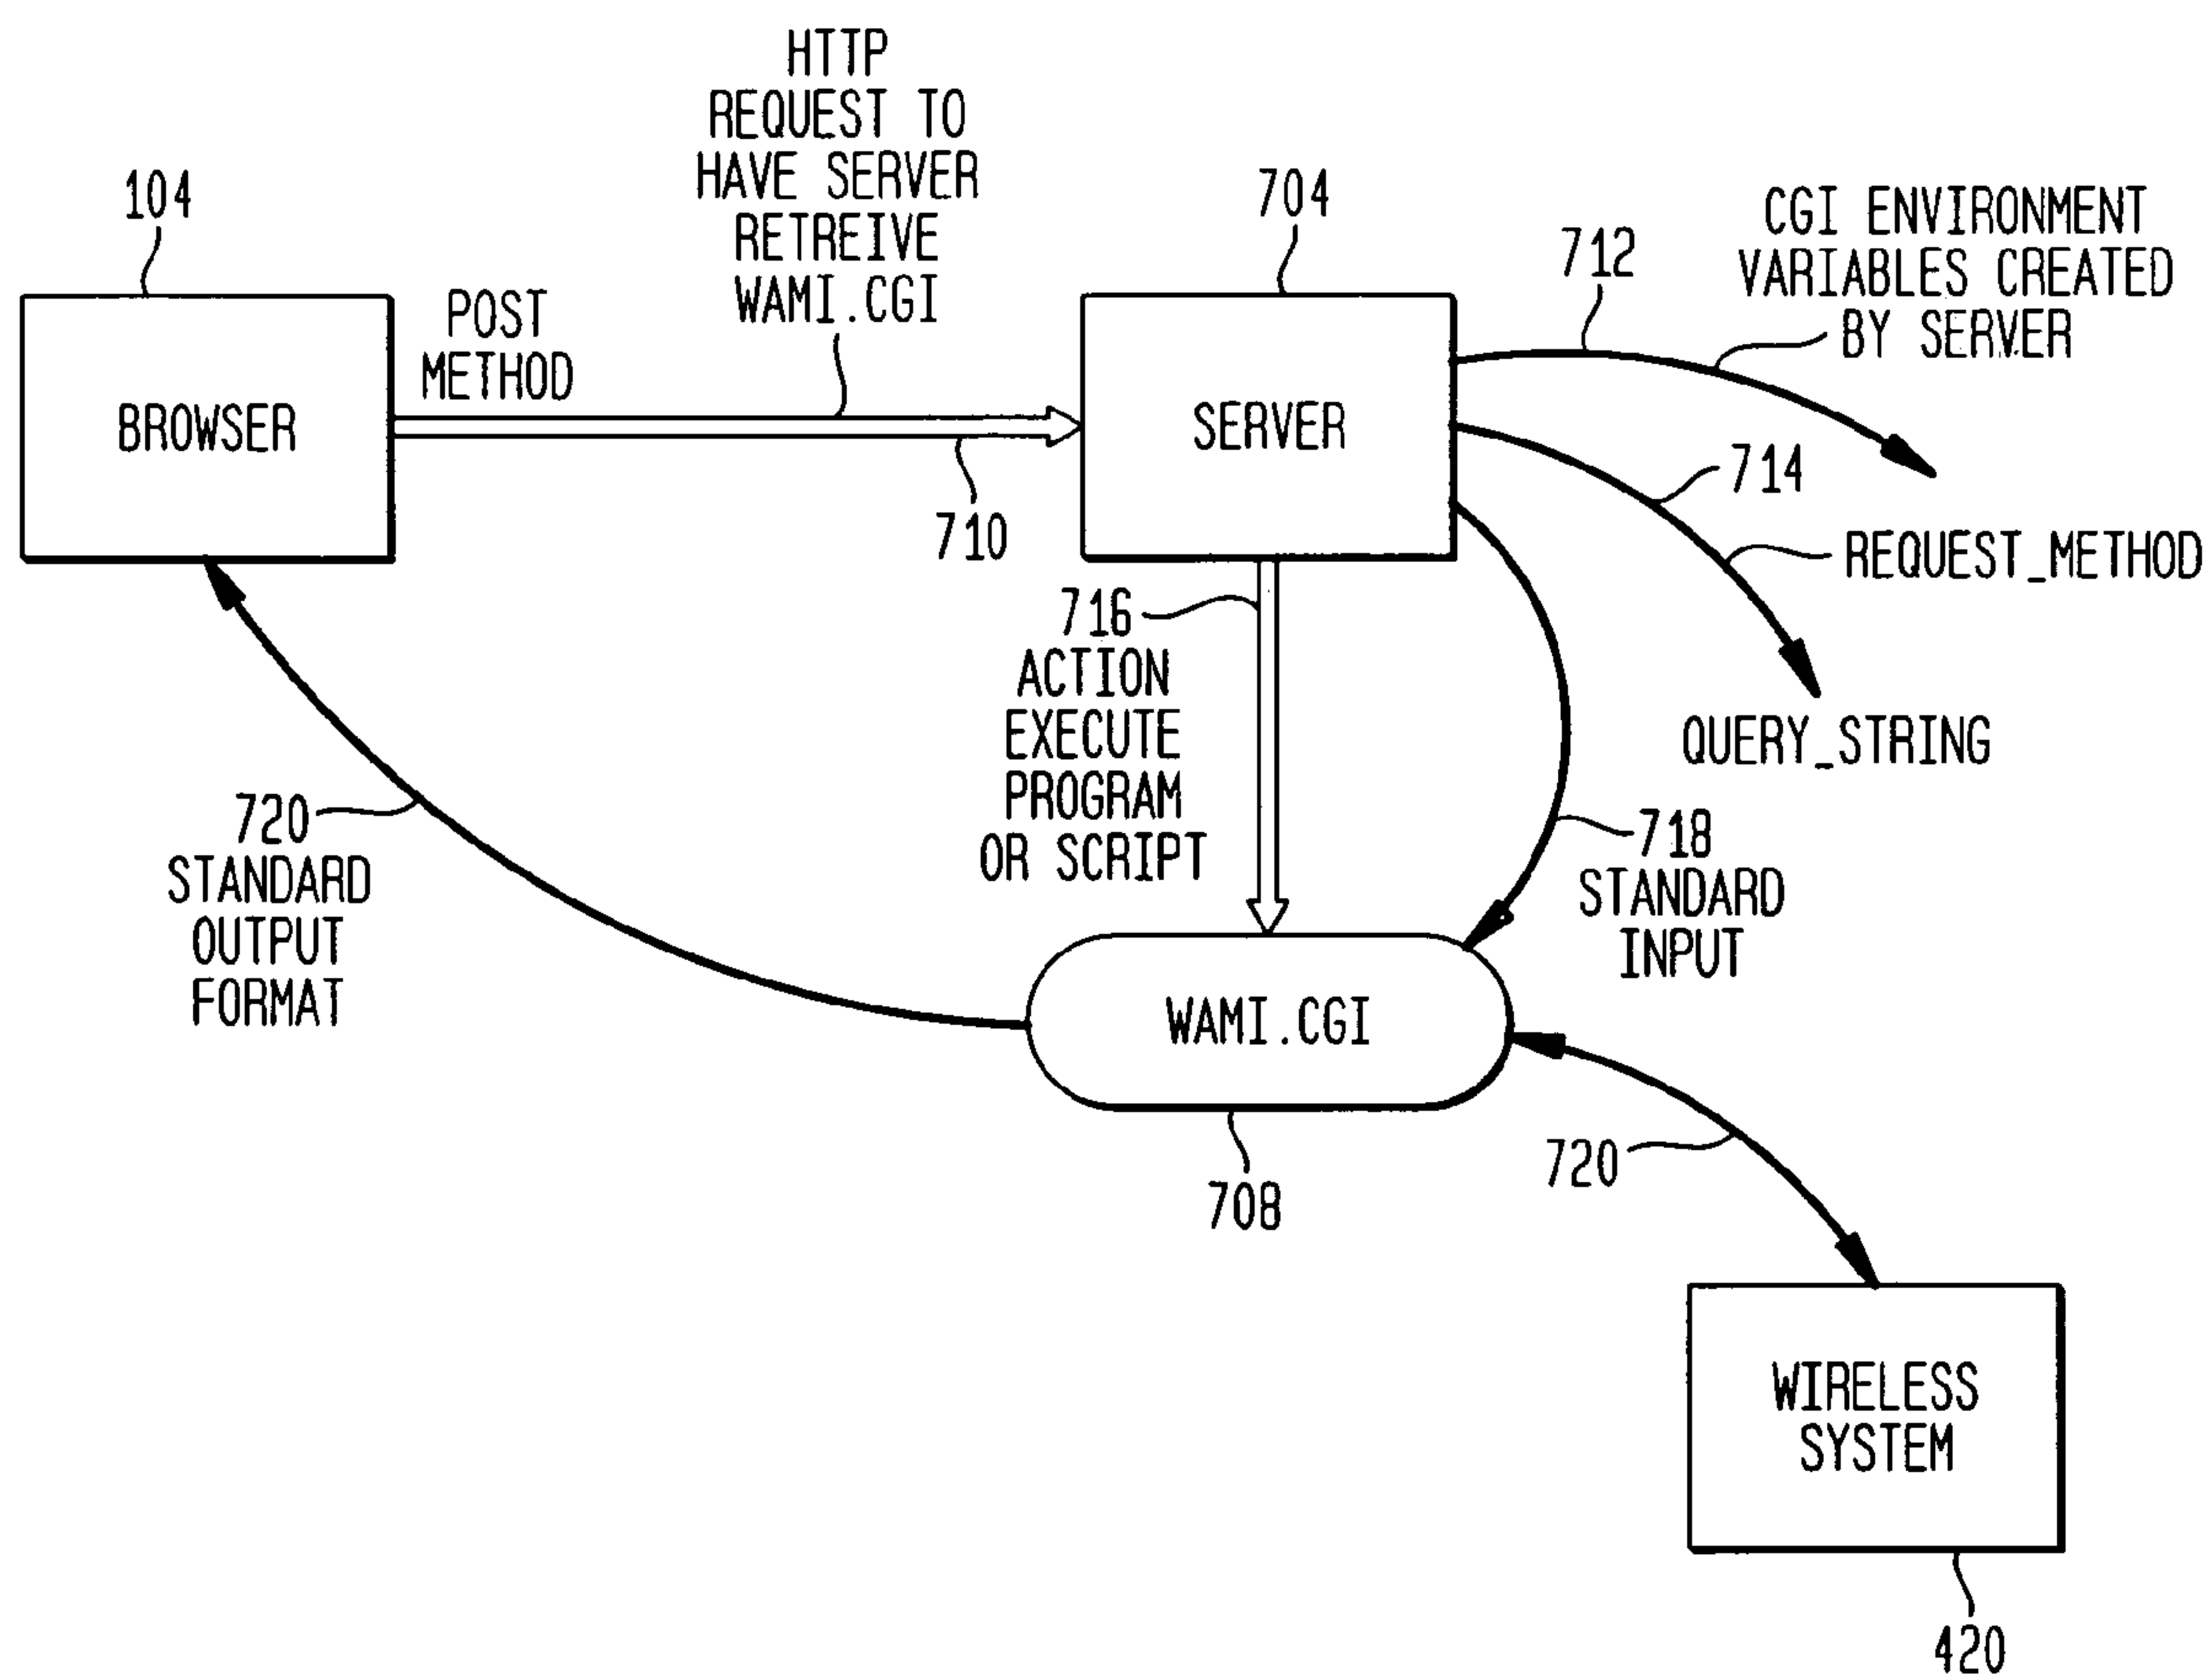 HTTP
REQUEST TO
HAVE SERVER
RETREIVE
WAMI.CGI
104
POST
METHOD
BROWSER
710
704
SERVER
712
CGI ENVIRONMENT
VARIABLES CREATED
BY SERVER
714
REQUEST_METHOD
QUERY_STRING
716
ACTION
EXECUTE
PROGRAM
OR SCRIPT
718
STANDARD
INPUT
720
STANDARD
OUTPUT
FORMAT
WAMI.CGI
708
720
WIRELESS
SYSTEM
420